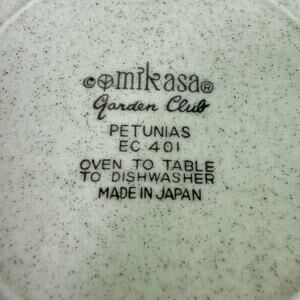 ©mikasa®
Garden Club
PETUNIAS
EC 401
OVEN TO TABLE
TO DISHWASHER
MADE IN JAPAN